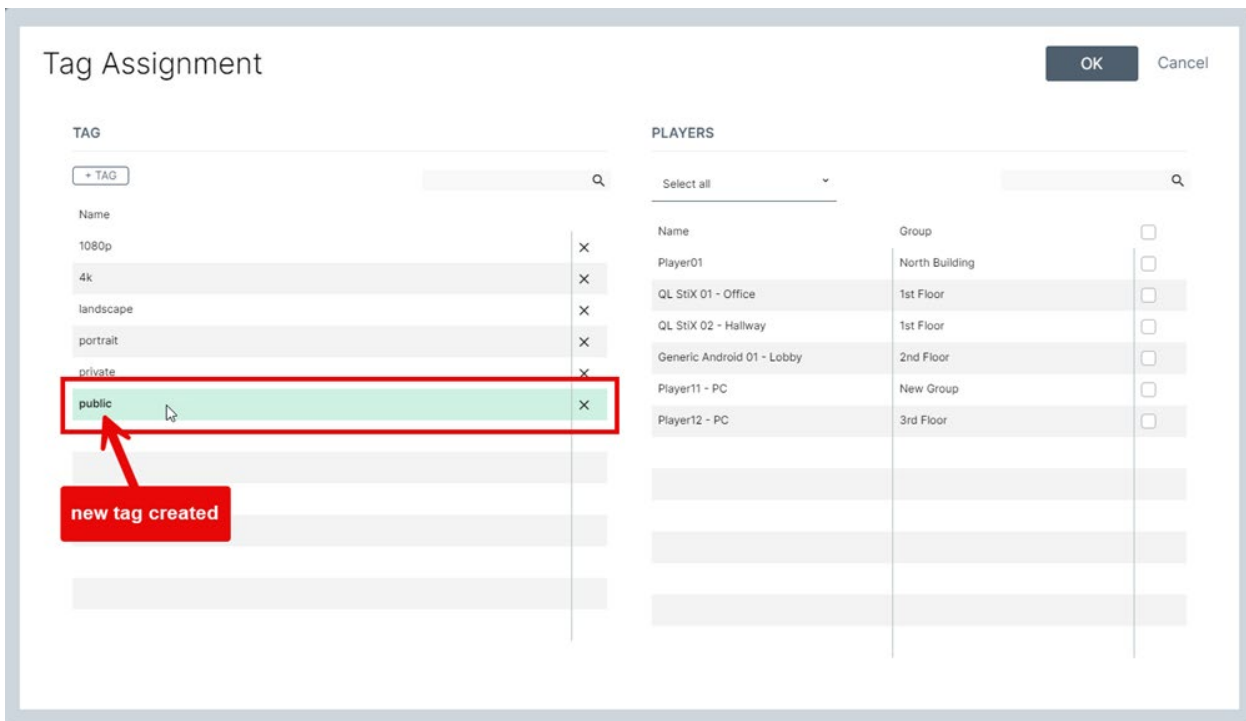 Tag Assignment
OK
Cancel
TAG
+ TAG
Name
1080p
4k
landscape
portrait
private
public
new tag created
PLAYERS
Select all
Name Group
Player01 North Building
QL StiX 01 - Office 1st Floor
QL StiX 02 - Hallway 1st Floor
Generic Android 01 - Lobby 2nd Floor
Player11 - PC New Group
Player12 - PC 3rd Floor